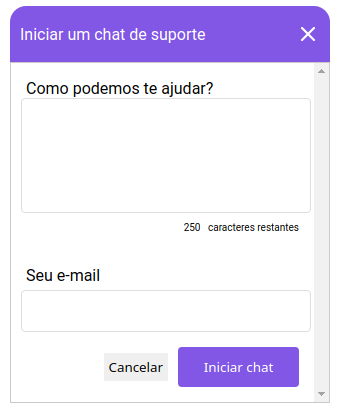 Iniciar um chat de suporte
Como podemos te ajudar?
250 caracteres restantes
Seu e-mail
Cancelar
Iniciar chat